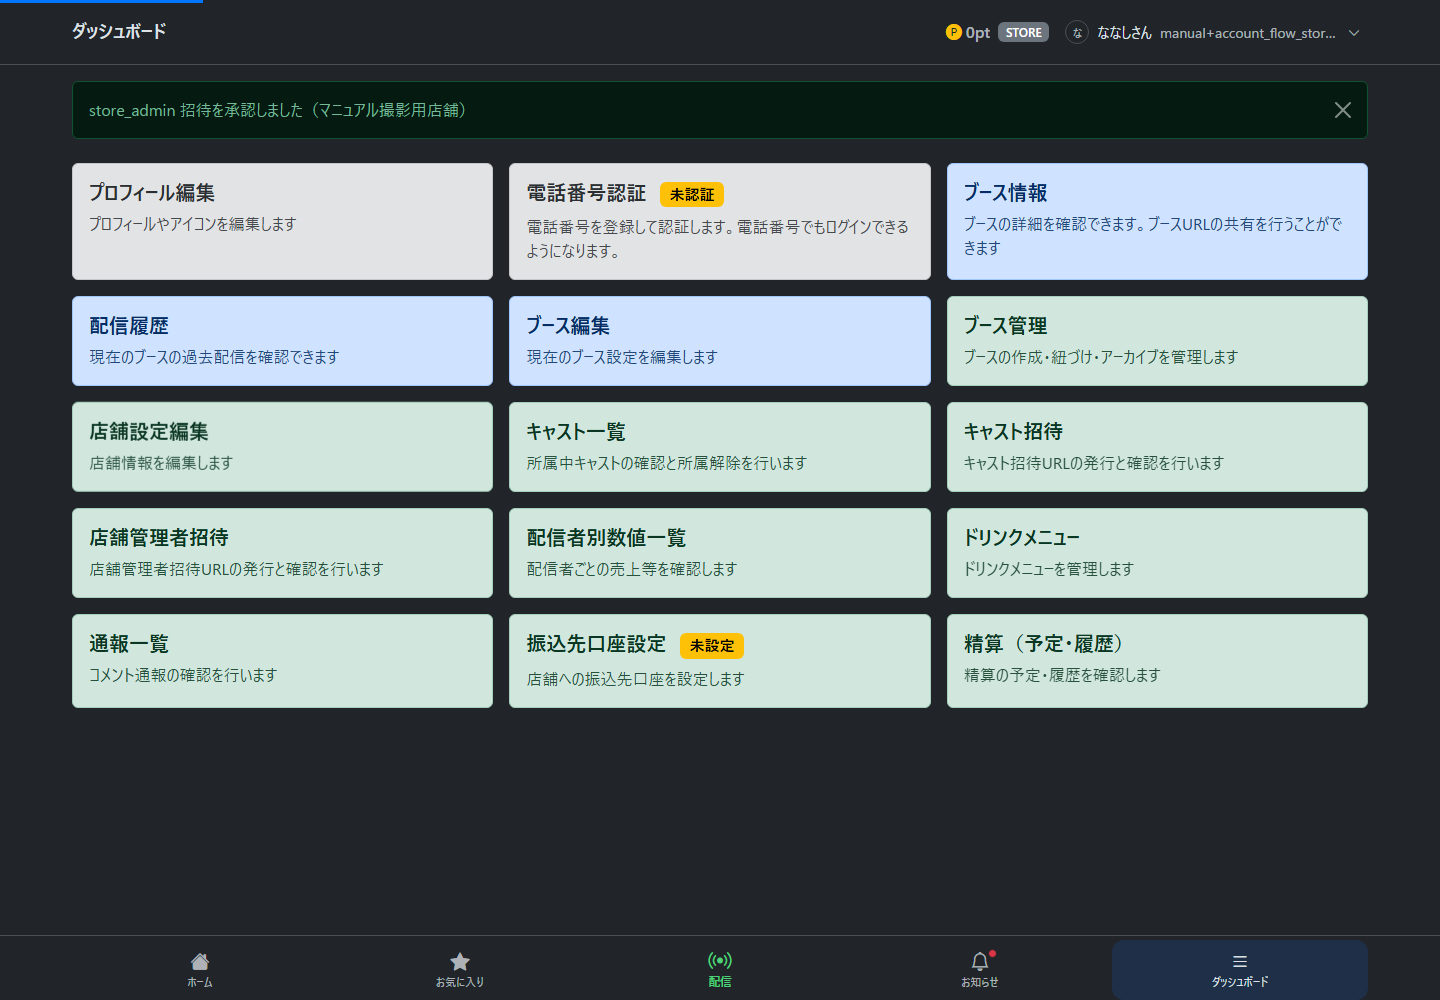 ダッシュボード
P 0pt STORE な ななしさん manual+account_flow_stor...
store_admin 招待を承認しました（マニュアル撮影用店舗）
プロフィール編集
プロフィールやアイコンを編集します
電話番号認証 未認証
電話番号を登録して認証します。電話番号でもログインできる
ようになります。
ブース情報
ブースの詳細を確認できます。ブースURLの共有を行うことがで
きます
配信履歴
現在のブースの過去配信を確認できます
ブース編集
現在のブース設定を編集します
ブース管理
ブースの作成・紐づけ・アーカイブを管理します
店舗設定編集
店舗情報を編集します
キャスト一覧
所属中キャストの確認と所属解除を行います
キャスト招待
キャスト招待URLの発行と確認を行います
店舗管理者招待
店舗管理者招待URLの発行と確認を行います
配信者別数値一覧
配信者ごとの売上等を確認します
ドリンクメニュー
ドリンクメニューを管理します
通報一覧
コメント通報の確認を行います
振込先口座設定 未設定
店舗への振込先口座を設定します
精算（予定・履歴）
精算の予定・履歴を確認します
ホーム
お気に入り
配信
お知らせ
ダッシュボード